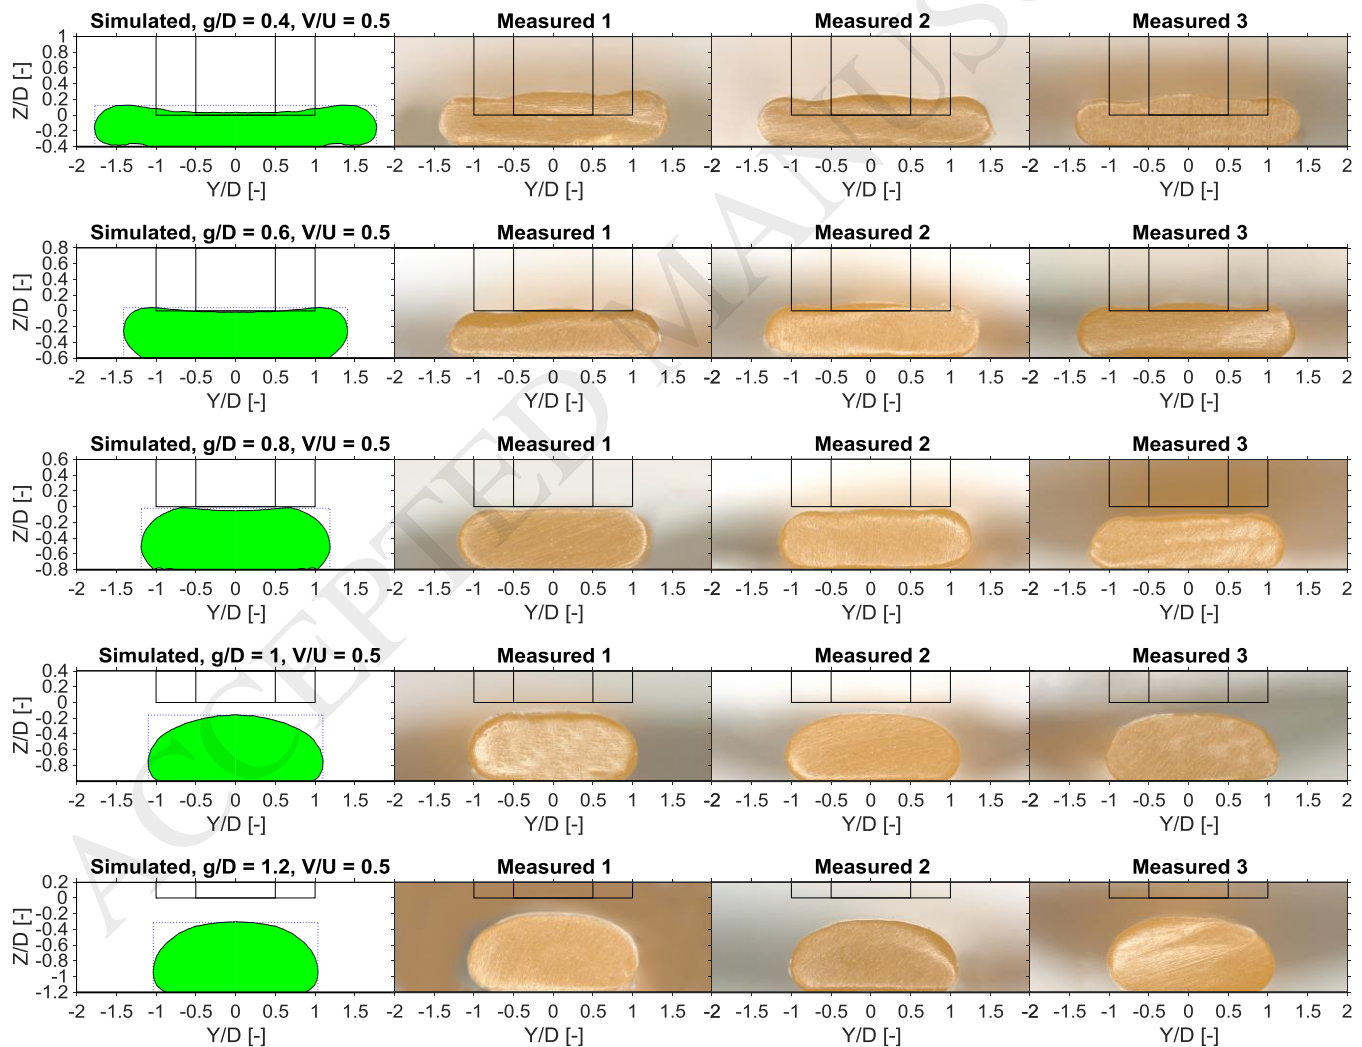 Simulated, g/D = 0.4, V/U = 0.5 Measured 1 Measured 2 Measured 3
1
0.8
0.6
0.4
0.2
0
-0.2
-0.4
Z/D [-]
-2 -1.5 -1 -0.5 0 0.5 1 1.5 -2 -1.5 -1 -0.5 0 0.5 1 1.5 -2 -1.5 -1 -0.5 0 0.5 1 1.5 -2 -1.5 -1 -0.5 0 0.5 1 1.5 2
Y/D [-] Y/D [-] Y/D [-] Y/D [-]
Simulated, g/D = 0.6, V/U = 0.5 Measured 1 Measured 2 Measured 3
0.8
0.6
0.4
0.2
0
-0.2
-0.4
-0.6
Z/D [-]
-2 -1.5 -1 -0.5 0 0.5 1 1.5 -2 -1.5 -1 -0.5 0 0.5 1 1.5 -2 -1.5 -1 -0.5 0 0.5 1 1.5 -2 -1.5 -1 -0.5 0 0.5 1 1.5 2
Y/D [-] Y/D [-] Y/D [-] Y/D [-]
Simulated, g/D = 0.8, V/U = 0.5 Measured 1 Measured 2 Measured 3
0.6
0.4
0.2
0
-0.2
-0.4
-0.6
-0.8
Z/D [-]
-2 -1.5 -1 -0.5 0 0.5 1 1.5 -2 -1.5 -1 -0.5 0 0.5 1 1.5 -2 -1.5 -1 -0.5 0 0.5 1 1.5 -2 -1.5 -1 -0.5 0 0.5 1 1.5 2
Y/D [-] Y/D [-] Y/D [-] Y/D [-]
Simulated, g/D = 1, V/U = 0.5 Measured 1 Measured 2 Measured 3
0.4
0.2
0
-0.2
-0.4
-0.6
-0.8
Z/D [-]
-2 -1.5 -1 -0.5 0 0.5 1 1.5 -2 -1.5 -1 -0.5 0 0.5 1 1.5 -2 -1.5 -1 -0.5 0 0.5 1 1.5 -2 -1.5 -1 -0.5 0 0.5 1 1.5 2
Y/D [-] Y/D [-] Y/D [-] Y/D [-]
Simulated, g/D = 1.2, V/U = 0.5 Measured 1 Measured 2 Measured 3
0.2
0
-0.2
-0.4
-0.6
-0.8
-1
-1.2
Z/D [-]
-2 -1.5 -1 -0.5 0 0.5 1 1.5 -2 -1.5 -1 -0.5 0 0.5 1 1.5 -2 -1.5 -1 -0.5 0 0.5 1 1.5 -2 -1.5 -1 -0.5 0 0.5 1 1.5 2
Y/D [-] Y/D [-] Y/D [-] Y/D [-]
ACCEPTED MANUS